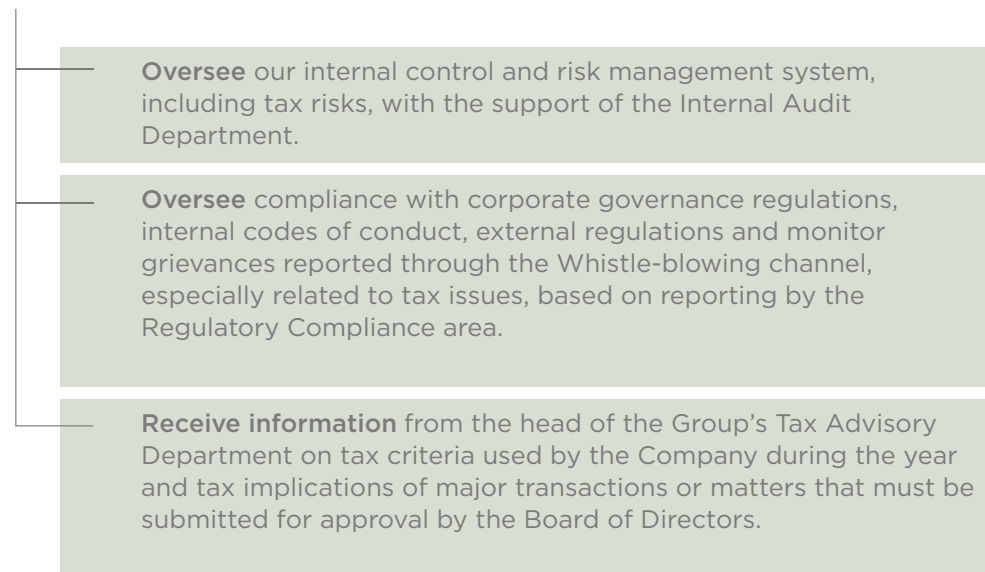 Oversee our internal control and risk management system,
including tax risks, with the support of the Internal Audit
Department.
Oversee compliance with corporate governance regulations,
internal codes of conduct, external regulations and monitor
grievances reported through the Whistle-blowing channel,
especially related to tax issues, based on reporting by the
Regulatory Compliance area.
Receive information from the head of the Group’s Tax Advisory
Department on tax criteria used by the Company during the year
and tax implications of major transactions or matters that must be
submitted for approval by the Board of Directors.